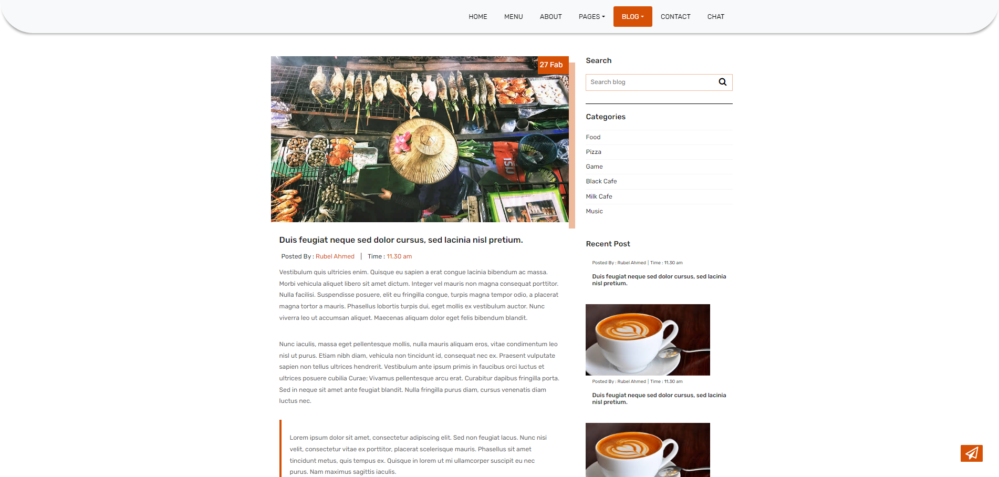 HOME MENU ABOUT PAGES BLOG CONTACT CHAT
27 Fab
Duis feugiat neque sed dolor cursus, sed lacinia nisl pretium.
Posted By : Rubel Ahmed | Time : 11.30 am
Vestibulum quis ultricies enim. Quisque eu sapien a erat congue lacinia bibendum ac massa.
Morbi vehicula aliquet libero sit amet dictum. Integer vel mauris non magna consequat porttitor.
Nulla facilisi. Suspendisse posuere, elit eu fringilla congue, turpis magna tempor odio, a placerat
magna tortor a mauris. Phasellus lobortis turpis dui, eget mollis ex vestibulum auctor. Nunc
viverra leo ut accumsan aliquet. Maecenas aliquam dolor eget felis bibendum blandit.
Nunc iaculis, massa eget pellentesque mollis, nulla mauris aliquam eros, vitae condimentum leo
nisl ut purus. Etiam nibh diam, vehicula non tincidunt id, consequat nec ex. Praesent vulputate
sapien non tellus ultrices hendrerit. Vestibulum ante ipsum primis in faucibus orci luctus et
ultrices posuere cubilia Curae; Vivamus pellentesque arcu erat. Curabitur dapibus fringilla porta.
Sed in neque sit amet ante feugiat blandit. Nulla fringilla purus diam, cursus venenatis diam
luctus nec.
Lorem ipsum dolor sit amet, consectetur adipiscing elit. Sed non feugiat lacus. Nunc nisi
velit, consectetur vitae ex porttitor, placerat scelerisque mauris. Phasellus sit amet
tincidunt metus, quis tempus ex. Quisque in lorem ut mi ullamcorper suscipit eu nec
purus. Nam maximus sagittis iaculis.
Search
Search blog
Categories
Food
Pizza
Game
Black Cafe
Milk Cafe
Music
Recent Post
Posted By : Rubel Ahmed | Time : 11.30 am
Duis feugiat neque sed dolor cursus, sed lacinia
nisl pretium.
Posted By : Rubel Ahmed | Time : 11.30 am
Duis feugiat neque sed dolor cursus, sed lacinia
nisl pretium.